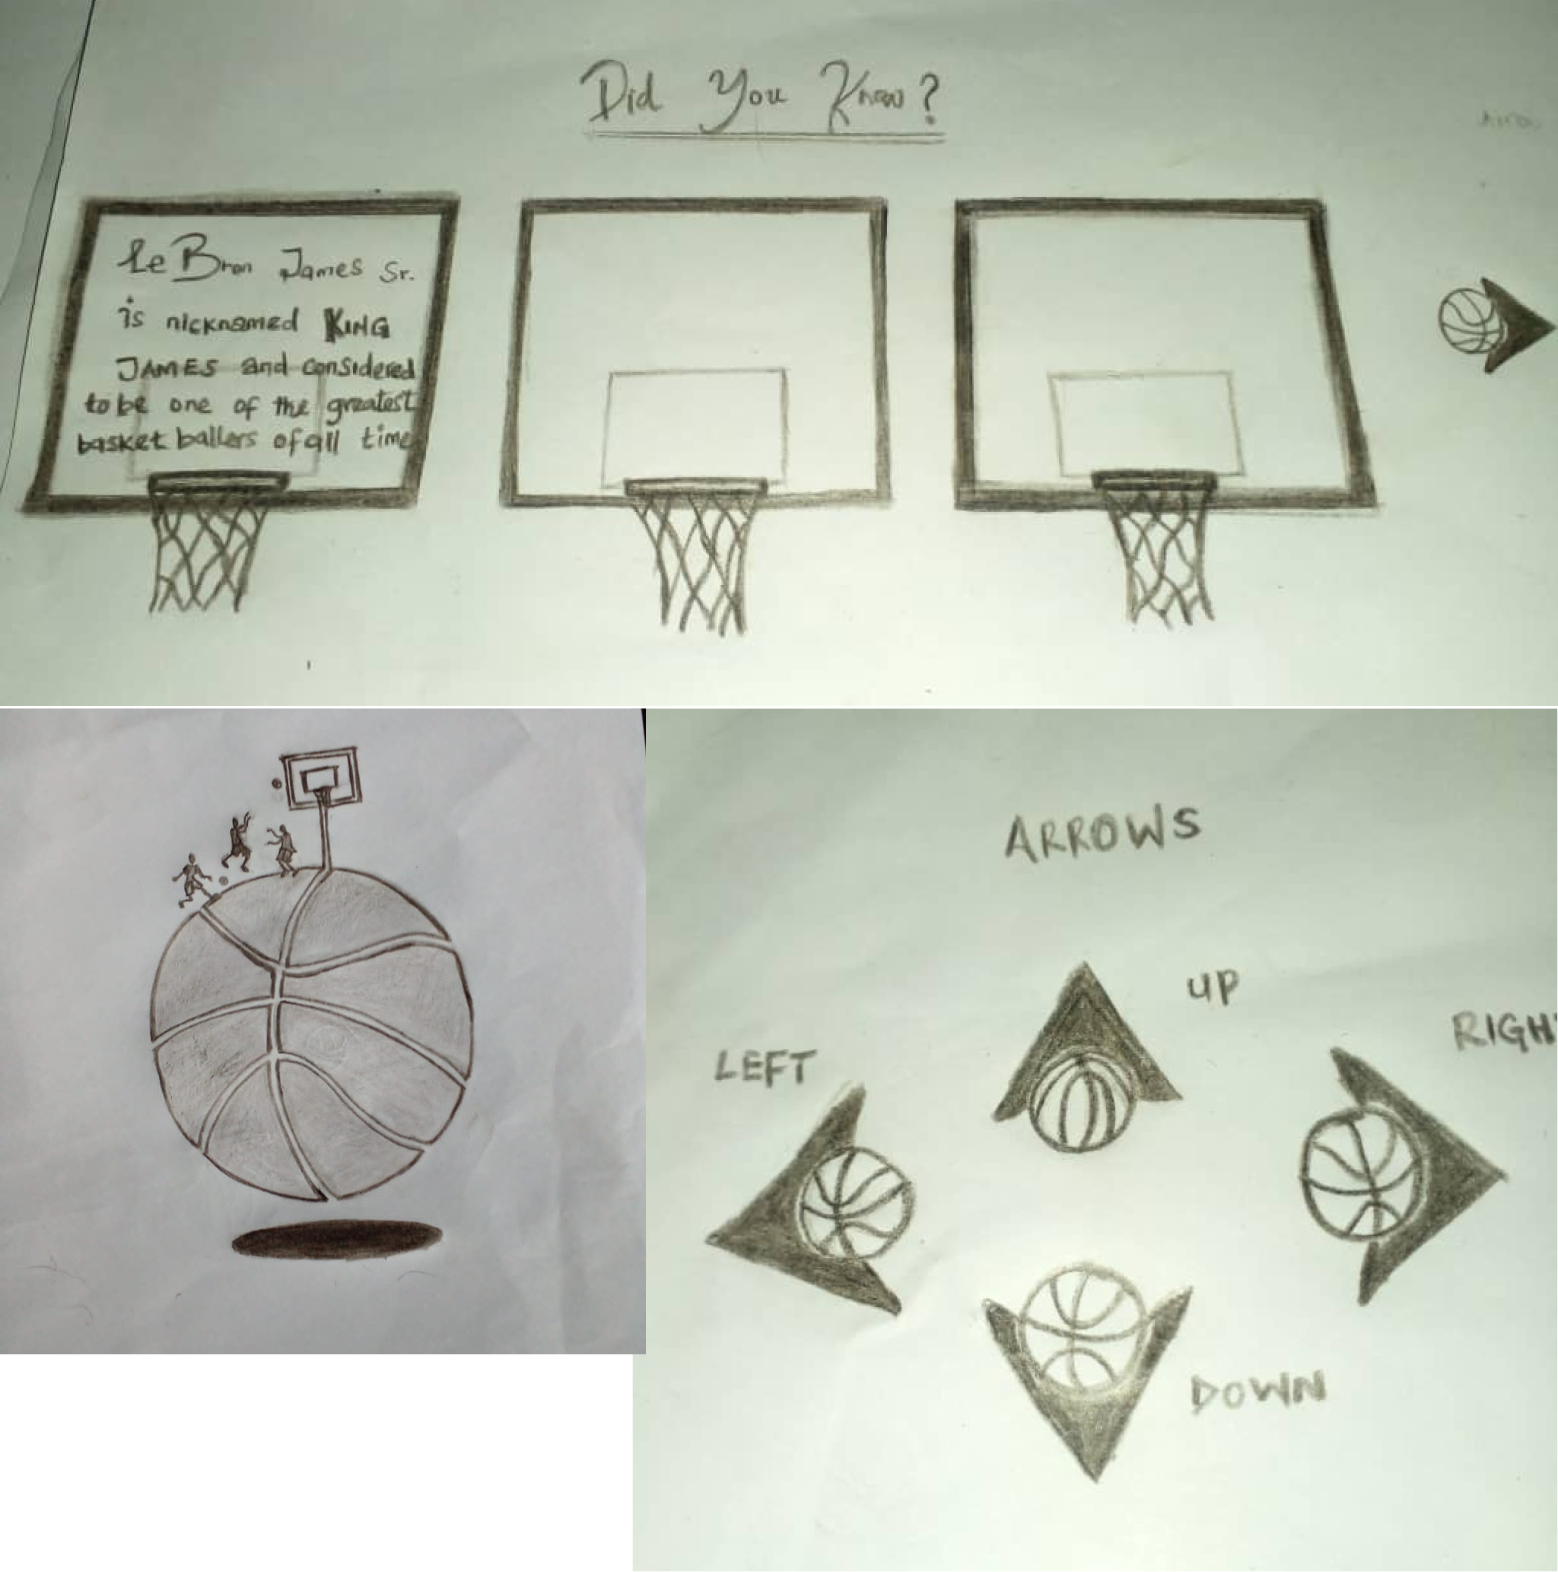 Did You Know?
LeBron James Sr.
is nicknamed KING
JAMES and considered
to be one of the greatest
basket ballers of all time
ARROWS
UP
RIGH
LEFT
DOWN